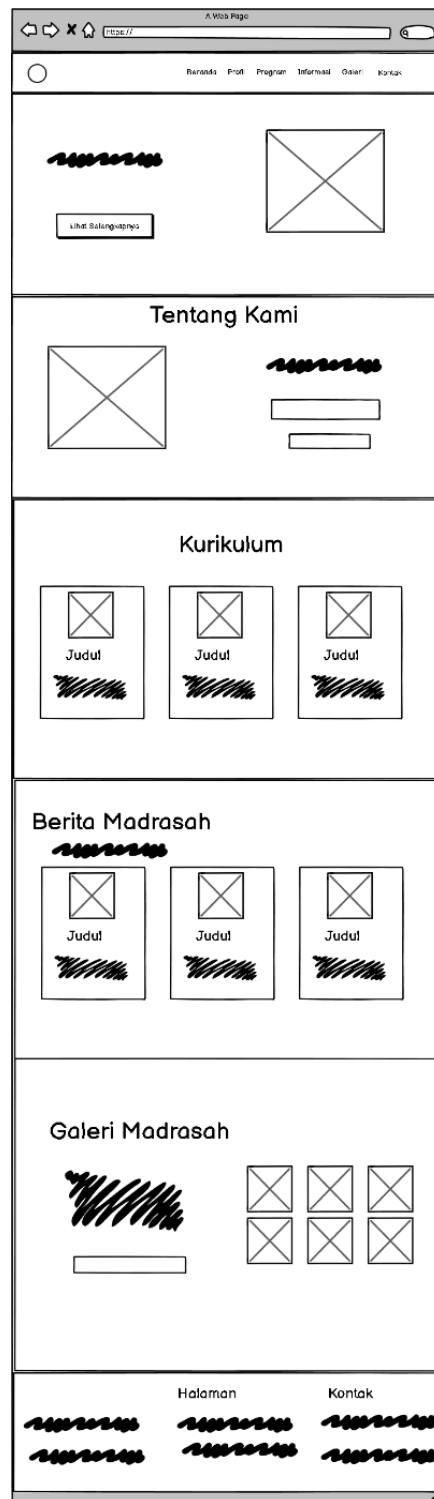 A Web Page
https://
Beranda Profil Program Informasi Galeri Kontak
Lihat Selengkapnya
Tentang Kami
Kurikulum
Judul Judul Judul
Berita Madrasah
Judul Judul Judul
Galeri Madrasah
Halaman Kontak